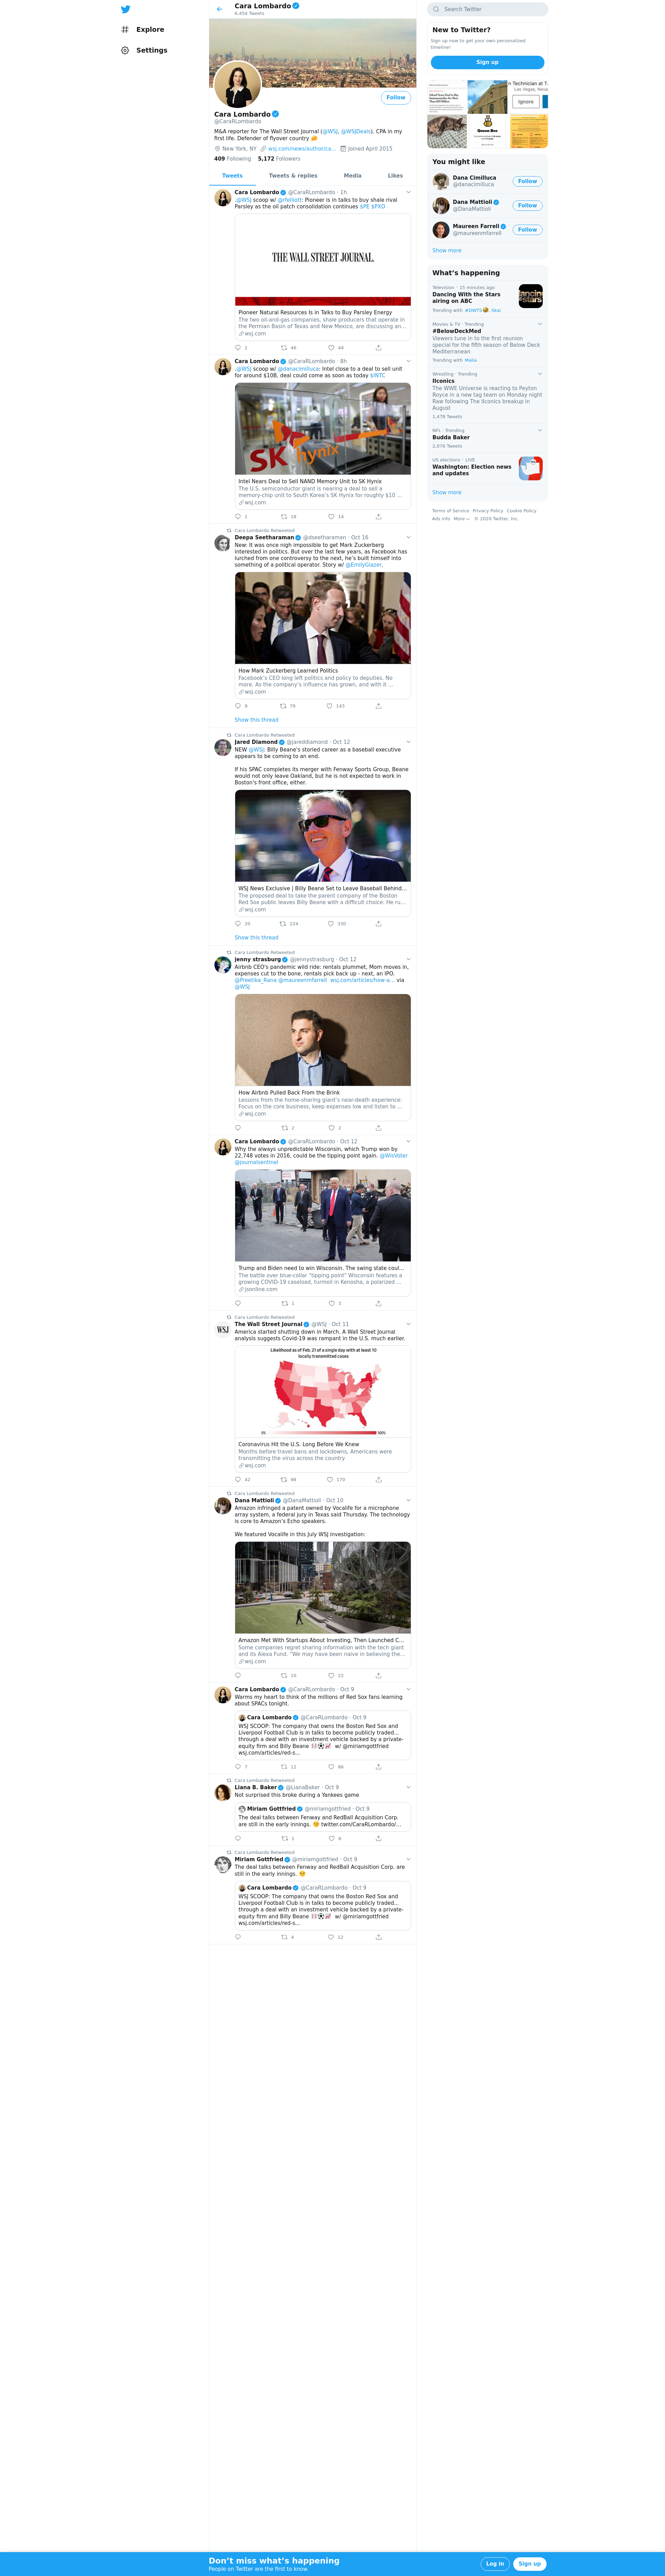 Explore
Settings
Cara Lombardo
6,454 Tweets
Follow
Cara Lombardo
@CaraRLombardo
M&A reporter for The Wall Street Journal (@WSJ, @WSJDeals). CPA in my
first life. Defender of flyover country 🧀
New York, NY wsj.com/news/author/ca... Joined April 2015
409 Following 5,172 Followers
Tweets Tweets & replies Media Likes
Cara Lombardo @CaraRLombardo · 1h
.@WSJ scoop w/ @rfelliott: Pioneer is in talks to buy shale rival
Parsley as the oil patch consolidation continues $PE $PXD
THE WALL STREET JOURNAL.
Pioneer Natural Resources Is in Talks to Buy Parsley Energy
The two oil-and-gas companies, shale producers that operate in
the Permian Basin of Texas and New Mexico, are discussing an...
wsj.com
2 46 44
Cara Lombardo @CaraRLombardo · 8h
.@WSJ scoop w/ @danacimilluca: Intel close to a deal to sell unit
for around $10B, deal could come as soon as today $INTC
SK hynix
Intel Nears Deal to Sell NAND Memory Unit to SK Hynix
The U.S. semiconductor giant is nearing a deal to sell a
memory-chip unit to South Korea's SK Hynix for roughly $10 ...
wsj.com
1 18 14
Cara Lombardo Retweeted
Deepa Seetharaman @dseetharaman · Oct 16
New: It was once nigh impossible to get Mark Zuckerberg
interested in politics. But over the last few years, as Facebook has
lurched from one controversy to the next, he's built himself into
something of a political operator. Story w/ @EmilyGlazer.
How Mark Zuckerberg Learned Politics
Facebook's CEO long left politics and policy to deputies. No
more. As the company's influence has grown, and with it ...
wsj.com
9 79 143
Show this thread
Cara Lombardo Retweeted
Jared Diamond @jareddiamond · Oct 12
NEW @WSJ: Billy Beane's storied career as a baseball executive
appears to be coming to an end.
If his SPAC completes its merger with Fenway Sports Group, Beane
would not only leave Oakland, but he is not expected to work in
Boston's front office, either.
WSJ News Exclusive | Billy Beane Set to Leave Baseball Behind...
The proposed deal to take the parent company of the Boston
Red Sox public leaves Billy Beane with a difficult choice: He ru...
wsj.com
20 224 330
Show this thread
Cara Lombardo Retweeted
jenny strasburg @jennystrasburg · Oct 12
Airbnb CEO's pandemic wild ride: rentals plummet, Mom moves in,
expenses cut to the bone, rentals pick back up - next, an IPO.
@Preetika_Rana @maureenmfarrell wsj.com/articles/how-a... via
@WSJ
How Airbnb Pulled Back From the Brink
Lessons from the home-sharing giant's near-death experience:
Focus on the core business, keep expenses low and listen to ...
wsj.com
2 2
Cara Lombardo @CaraRLombardo · Oct 12
Why the always unpredictable Wisconsin, which Trump won by
22,748 votes in 2016, could be the tipping point again. @WisVoter
@journalsentinel
Trump and Biden need to win Wisconsin. The swing state coul...
The battle over blue-collar "tipping point" Wisconsin features a
growing COVID-19 caseload, turmoil in Kenosha, a polarized ...
jsonline.com
1 3
Cara Lombardo Retweeted
WSJ
The Wall Street Journal @WSJ · Oct 11
America started shutting down in March. A Wall Street Journal
analysis suggests Covid-19 was rampant in the U.S. much earlier.
Likelihood as of Feb. 21 of a single day with at least 10
locally transmitted cases
0% 100%
Coronavirus Hit the U.S. Long Before We Knew
Months before travel bans and lockdowns, Americans were
transmitting the virus across the country
wsj.com
42 98 170
Cara Lombardo Retweeted
Dana Mattioli @DanaMattioli · Oct 10
Amazon infringed a patent owned by Vocalife for a microphone
array system, a federal jury in Texas said Thursday. The technology
is core to Amazon's Echo speakers.
We featured Vocalife in this July WSJ investigation:
Amazon Met With Startups About Investing, Then Launched C...
Some companies regret sharing information with the tech giant
and its Alexa Fund. "We may have been naive in believing the...
wsj.com
10 22
Cara Lombardo @CaraRLombardo · Oct 9
Warms my heart to think of the millions of Red Sox fans learning
about SPACs tonight.
Cara Lombardo @CaraRLombardo · Oct 9
WSJ SCOOP: The company that owns the Boston Red Sox and
Liverpool Football Club is in talks to become publicly traded...
through a deal with an investment vehicle backed by a private-
equity firm and Billy Beane w/ @miriamgottfried
wsj.com/articles/red-s...
7 12 66
Cara Lombardo Retweeted
Liana B. Baker @LianaBaker · Oct 9
Not surprised this broke during a Yankees game
Miriam Gottfried @miriamgottfried · Oct 9
The deal talks between Fenway and RedBall Acquisition Corp.
are still in the early innings. twitter.com/CaraRLombardo/...
1 6
Cara Lombardo Retweeted
Miriam Gottfried @miriamgottfried · Oct 9
The deal talks between Fenway and RedBall Acquisition Corp. are
still in the early innings.
Cara Lombardo @CaraRLombardo · Oct 9
WSJ SCOOP: The company that owns the Boston Red Sox and
Liverpool Football Club is in talks to become publicly traded...
through a deal with an investment vehicle backed by a private-
equity firm and Billy Beane w/ @miriamgottfried
wsj.com/articles/red-s...
4 12
Search Twitter
New to Twitter?
Sign up now to get your own personalized
timeline!
Sign up
n Technician at T.
Las Vegas, Neva
Ignore
Queen Bee
You might like
Dana Cimilluca
@danacimilluca
Follow
Dana Mattioli
@DanaMattioli
Follow
Maureen Farrell
@maureenmfarrell
Follow
Show more
What's happening
Television · 15 minutes ago
Dancing With the Stars
airing on ABC
Trending with #DWTS, Skai
Movies & TV · Trending
#BelowDeckMed
Viewers tune in to the first reunion
special for the fifth season of Below Deck
Mediterranean
Trending with Malia
Wrestling · Trending
IIconics
The WWE Universe is reacting to Peyton
Royce in a new tag team on Monday night
Raw following The IIconics breakup in
August
1,478 Tweets
NFL · Trending
Budda Baker
2,076 Tweets
US elections · LIVE
Washington: Election news
and updates
Show more
Terms of Service Privacy Policy Cookie Policy
Ads info More © 2020 Twitter, Inc.
Don't miss what's happening
People on Twitter are the first to know.
Log in Sign up